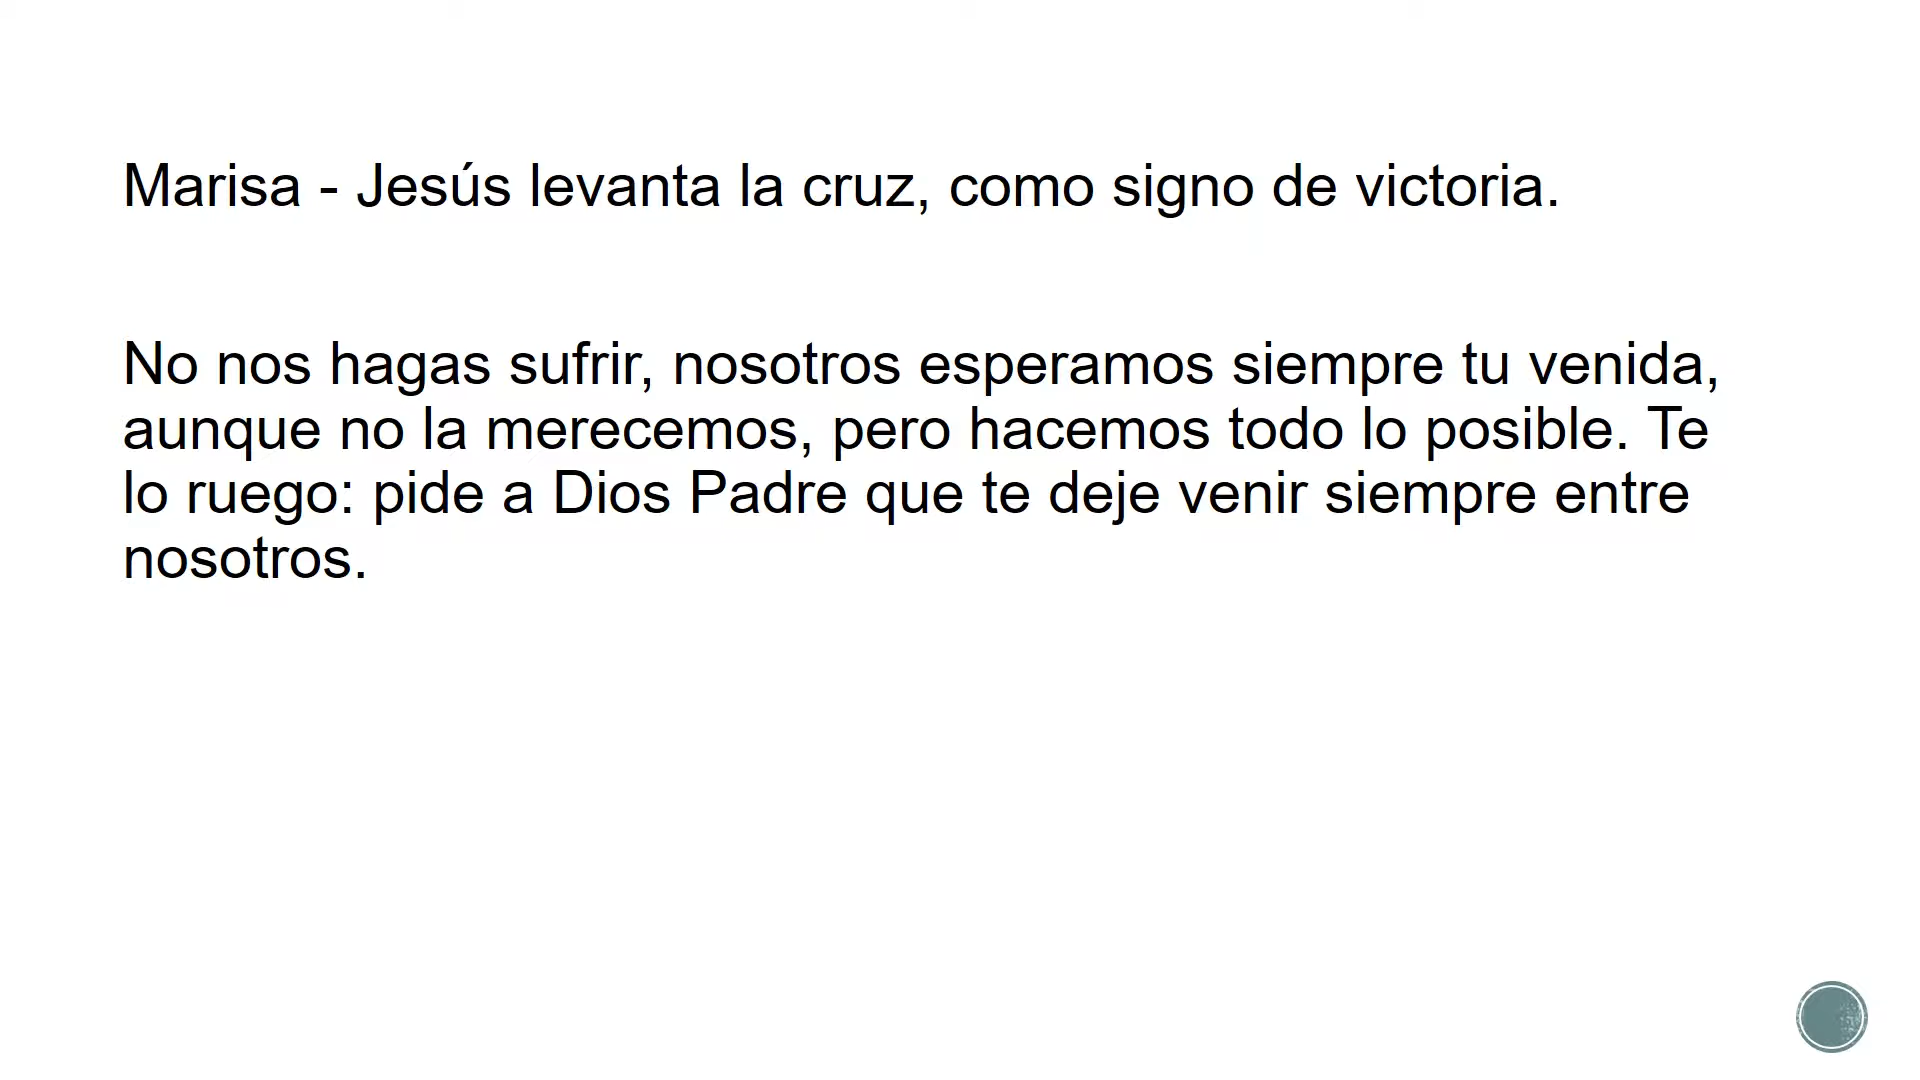 Marisa - Jesús levanta la cruz, como signo de victoria.
No nos hagas sufrir, nosotros esperamos siempre tu venida,
aunque no la merecemos, pero hacemos todo lo posible. Te
lo ruego: pide a Dios Padre que te deje venir siempre entre
nosotros.